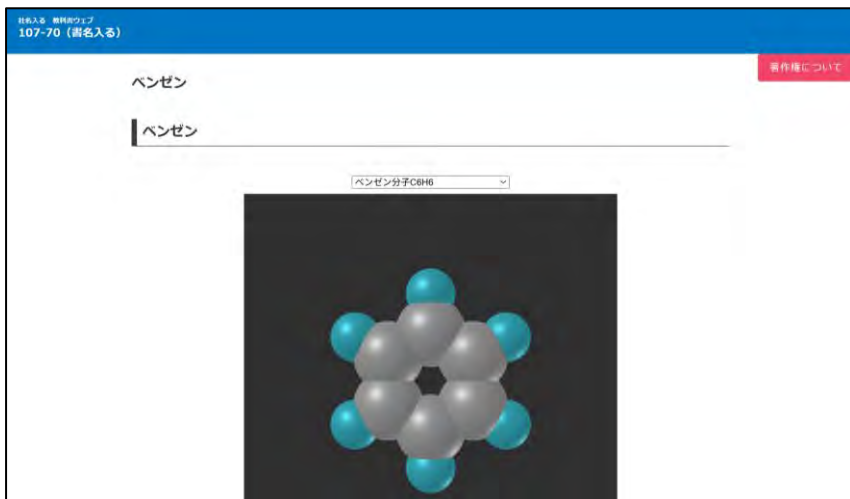 社名入る 教科書ウェブ
107-70（書名入る）
著作権について
ベンゼン
ベンゼン
ベンゼン分子C6H6